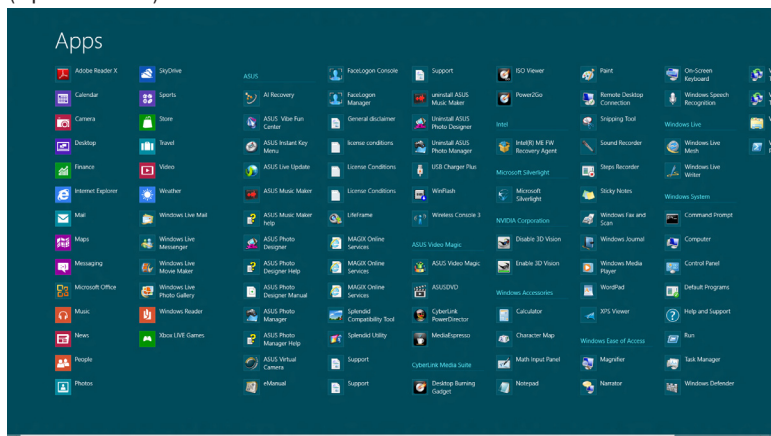 Apps
Adobe Reader X
Calendar
Camera
Desktop
Finance
Internet Explorer
Mail
Maps
Messaging
Microsoft Office
Music
News
People
Photos
SkyDrive
Sports
Store
Travel
Video
Weather
Windows Live Mail
Windows Live
Messenger
Windows Live
Movie Maker
Windows Live
Photo Gallery
Windows Reader
Xbox LIVE Games
ASUS
AI Recovery
ASUS Vibe Fun
Center
ASUS Instant Key
Menu
ASUS Live Update
ASUS Music Maker
ASUS Music Maker
help
ASUS Photo
Designer
ASUS Photo
Designer Help
ASUS Photo
Designer Manual
ASUS Photo
Manager
ASUS Photo
Manager Help
ASUS Virtual
Camera
eManual
FaceLogon Console
FaceLogon
Manager
General disclaimer
license conditions
License Conditions
License Conditions
LifeFrame
MAGIX Online
Services
MAGIX Online
Services
MAGIX Online
Services
Splendid
Compatibility Tool
Splendid Utility
Support
Support
Support
uninstall ASUS
Music Maker
Uninstall ASUS
Photo Designer
Uninstall ASUS
Photo Manager
USB Charger Plus
WinFlash
Wireless Console 3
ASUS Video Magic
ASUS Video Magic
ASUSDVD
CyberLink
PowerDirector
MediaEspresso
CyberLink Media Suite
Desktop Burning
Gadget
ISO Viewer
Power2Go
Intel
Intel(R) ME FW
Recovery Agent
Microsoft Silverlight
Microsoft
Silverlight
NVIDIA Corporation
Disable 3D Vision
Enable 3D Vision
Windows Accessories
Calculator
Character Map
Math Input Panel
Notepad
Paint
Remote Desktop
Connection
Snipping Tool
Sound Recorder
Steps Recorder
Sticky Notes
Windows Fax and
Scan
Windows Journal
Windows Media
Player
WordPad
XPS Viewer
Windows Ease of Access
Magnifier
Narrator
On-Screen
Keyboard
Windows Speech
Recognition
Windows Live
Windows Live
Mesh
Windows Live
Writer
Windows System
Command Prompt
Computer
Control Panel
Default Programs
Help and Support
Run
Task Manager
Windows Defender